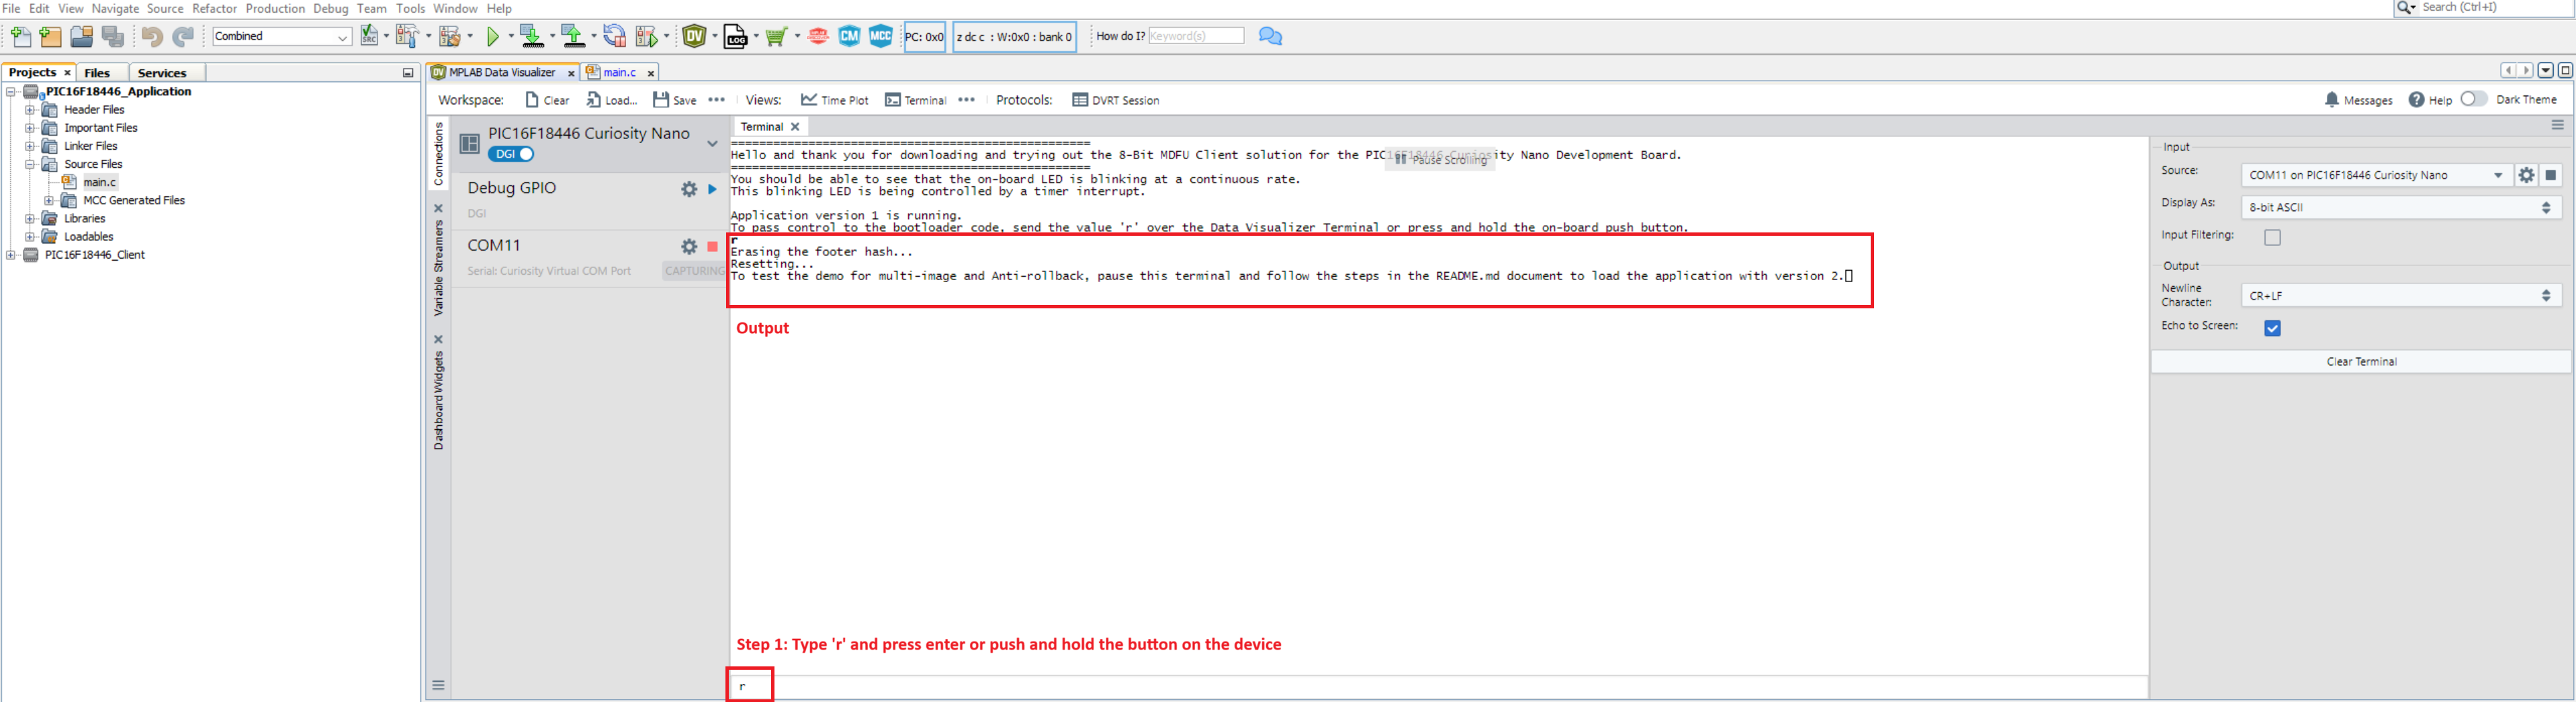 File Edit View Navigate Source Refactor Production Debug Team Tools Window Help
Search (Ctrl+I)
Combined
SRC
DV
LOG
CM
MCC
PC: 0x0
z dc c : W:0x0 : bank 0
How do I? Keyword(s)
Projects
Files
Services
MPLAB Data Visualizer
main.c
PIC16F18446_Application
Header Files
Important Files
Linker Files
Source Files
main.c
MCC Generated Files
Libraries
Loadables
PIC16F18446_Client
Workspace: Clear Load... Save ••• Views: Time Plot Terminal ••• Protocols: DVRT Session
Messages Help Dark Theme
Connections
Variable Streamers
Dashboard Widgets
PIC16F18446 Curiosity Nano
DGI
Debug GPIO
DGI
COM11
Serial: Curiosity Virtual COM Port
CAPTURING
Terminal
==================================================
Hello and thank you for downloading and trying out the 8-Bit MDFU Client solution for the PIC16F18446 Curiosity Nano Development Board.
Pause Scrolling
==================================================
You should be able to see that the on-board LED is blinking at a continuous rate.
This blinking LED is being controlled by a timer interrupt.
Application version 1 is running.
To pass control to the bootloader code, send the value 'r' over the Data Visualizer Terminal or press and hold the on-board push button.
r
Erasing the footer hash...
Resetting...
To test the demo for multi-image and Anti-rollback, pause this terminal and follow the steps in the README.md document to load the application with version 2.
Output
Step 1: Type 'r' and press enter or push and hold the button on the device
r
Input
Source: COM11 on PIC16F18446 Curiosity Nano
Display As: 8-bit ASCII
Input Filtering:
Output
Newline
Character: CR+LF
Echo to Screen:
Clear Terminal